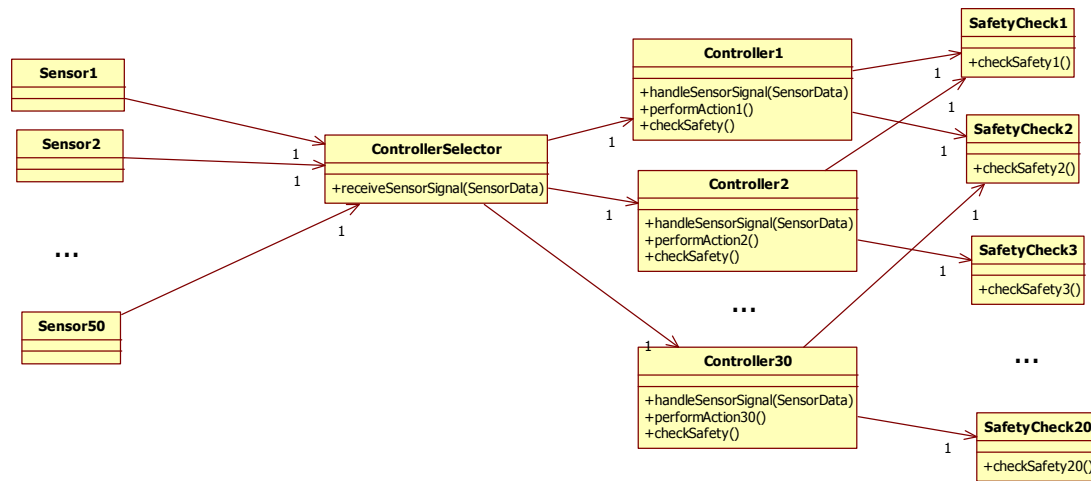 Sensor1
Sensor2
...
Sensor50
1
1
1
ControllerSelector
+receiveSensorSignal(SensorData)
1
1
1
Controller1
+handleSensorSignal(SensorData)
+performAction1()
+checkSafety()
Controller2
+handleSensorSignal(SensorData)
+performAction2()
+checkSafety()
...
Controller30
+handleSensorSignal(SensorData)
+performAction30()
+checkSafety()
1
1
1
1
1
1
SafetyCheck1
+checkSafety1()
SafetyCheck2
+checkSafety2()
SafetyCheck3
+checkSafety3()
...
SafetyCheck20
+checkSafety20()